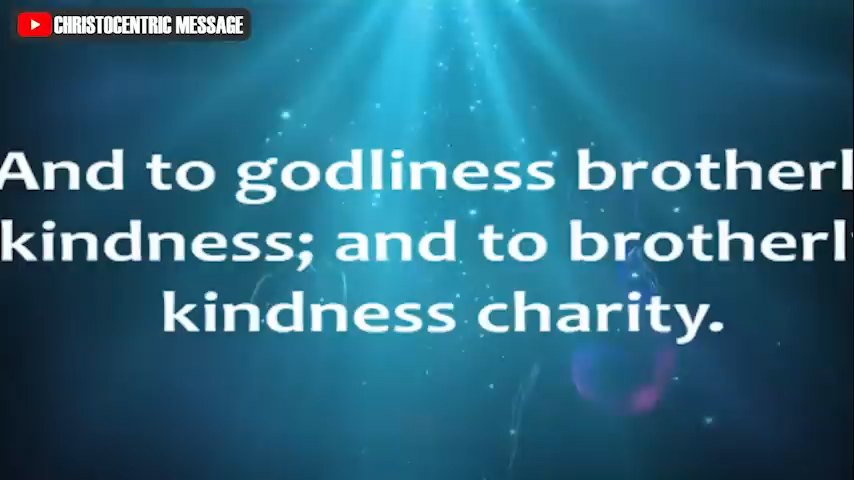 CHRISTOCENTRIC MESSAGE
And to godliness brotherl
kindness; and to brotherl
kindness charity.